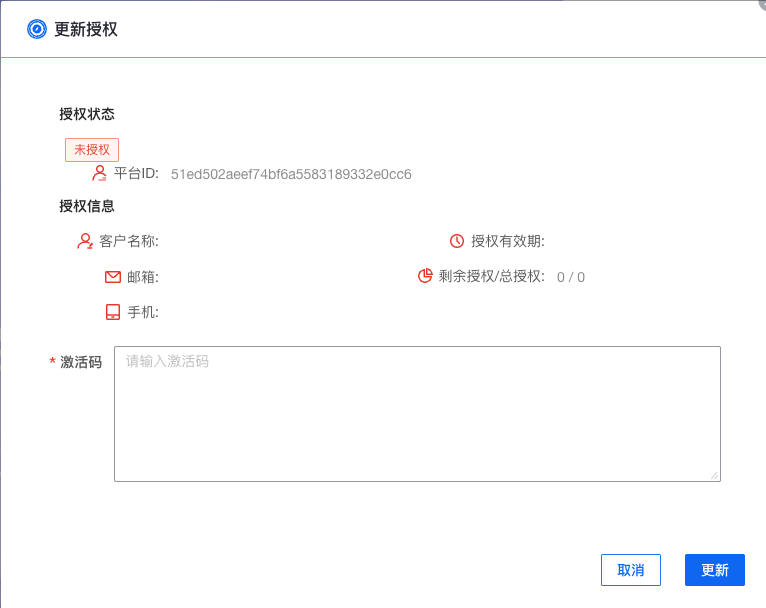 更新授权
授权状态
未授权
平台ID: 51ed502aeef74bf6a5583189332e0cc6
授权信息
客户名称: 授权有效期:
邮箱: 剩余授权/总授权: 0 / 0
手机:
* 激活码 请输入激活码
取消 更新